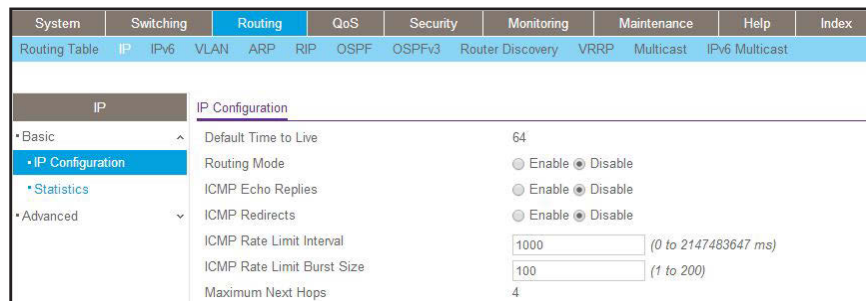 System Switching Routing QoS Security Monitoring Maintenance Help Index
Routing Table IP IPv6 VLAN ARP RIP OSPF OSPFv3 Router Discovery VRRP Multicast IPv6 Multicast
IP
Basic
IP Configuration
Statistics
Advanced
IP Configuration
Default Time to Live 64
Routing Mode Enable Disable
ICMP Echo Replies Enable Disable
ICMP Redirects Enable Disable
ICMP Rate Limit Interval 1000 (0 to 2147483647 ms)
ICMP Rate Limit Burst Size 100 (1 to 200)
Maximum Next Hops 4